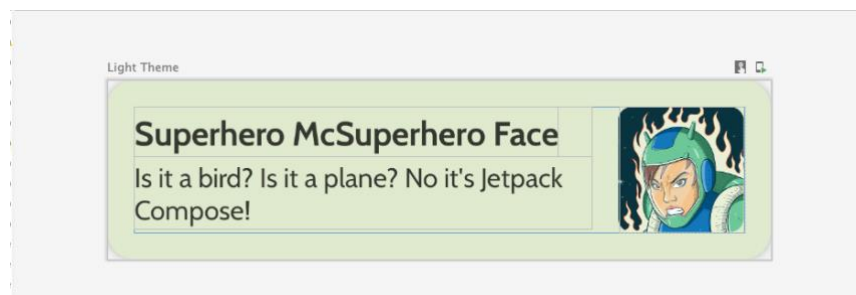 Light Theme
Superhero McSuperhero Face
Is it a bird? Is it a plane? No it's Jetpack
Compose!